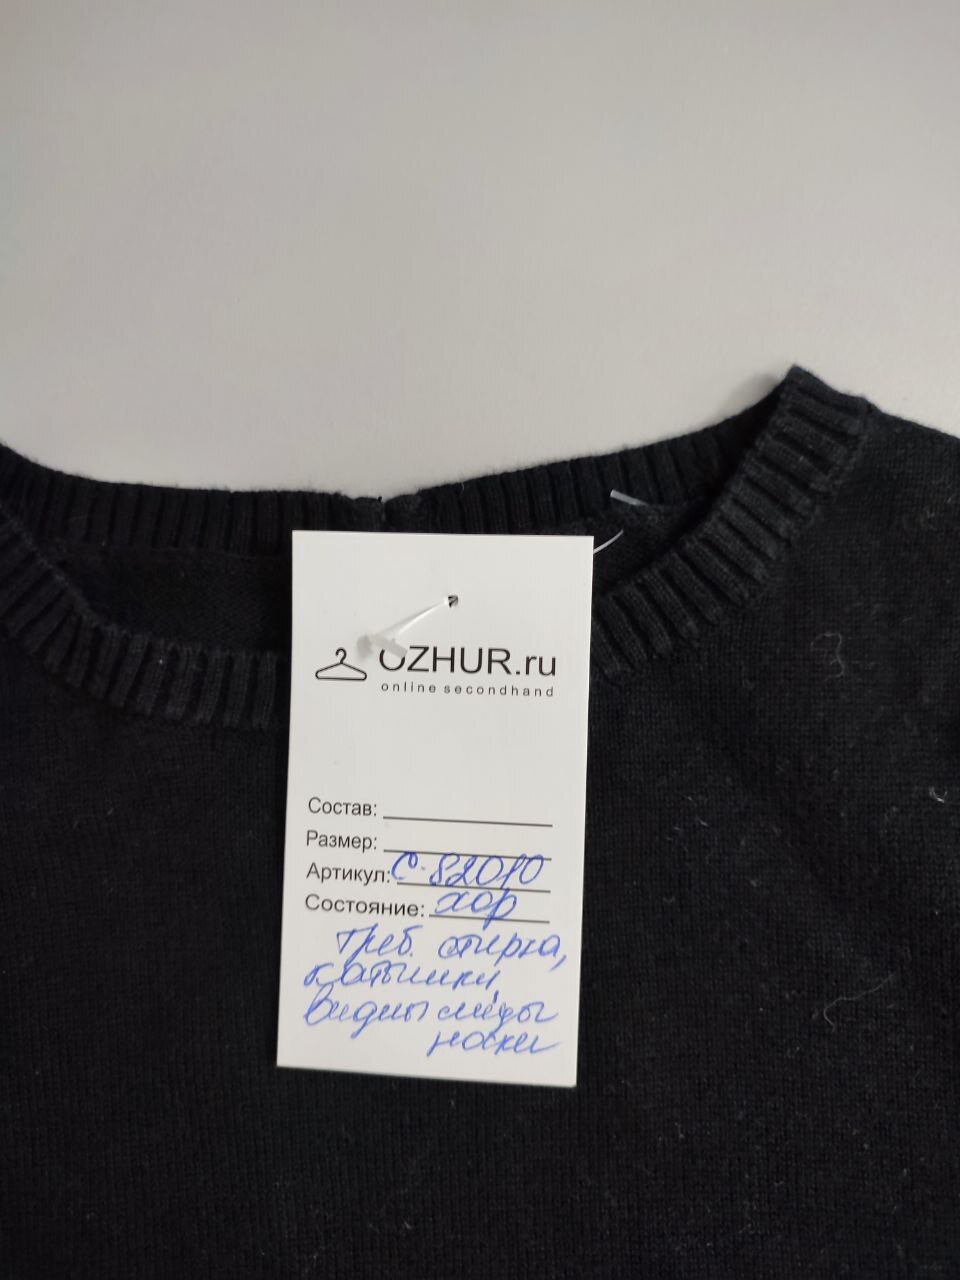 OZHUR.ru
online secondhand
Состав:
Размер:
Артикул: С-82010
Состояние: хор
треб. стирка,
катышки,
видны следы
носки